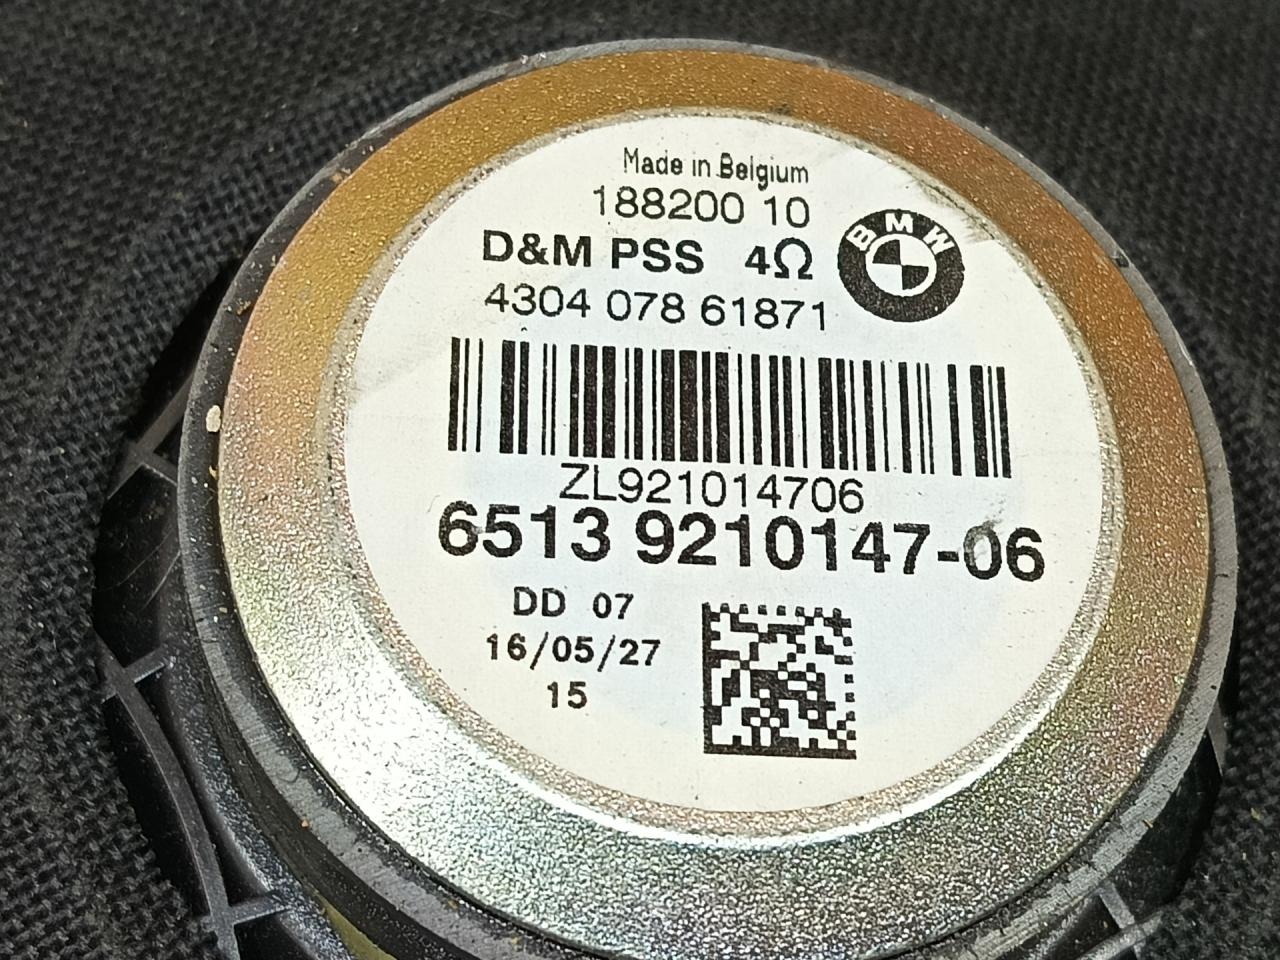 Made in Belgium
188200 10
D&M PSS 4Ω
BMW
4304 078 61871
ZL921014706
6513 9210147-06
DD 07
16/05/27
15